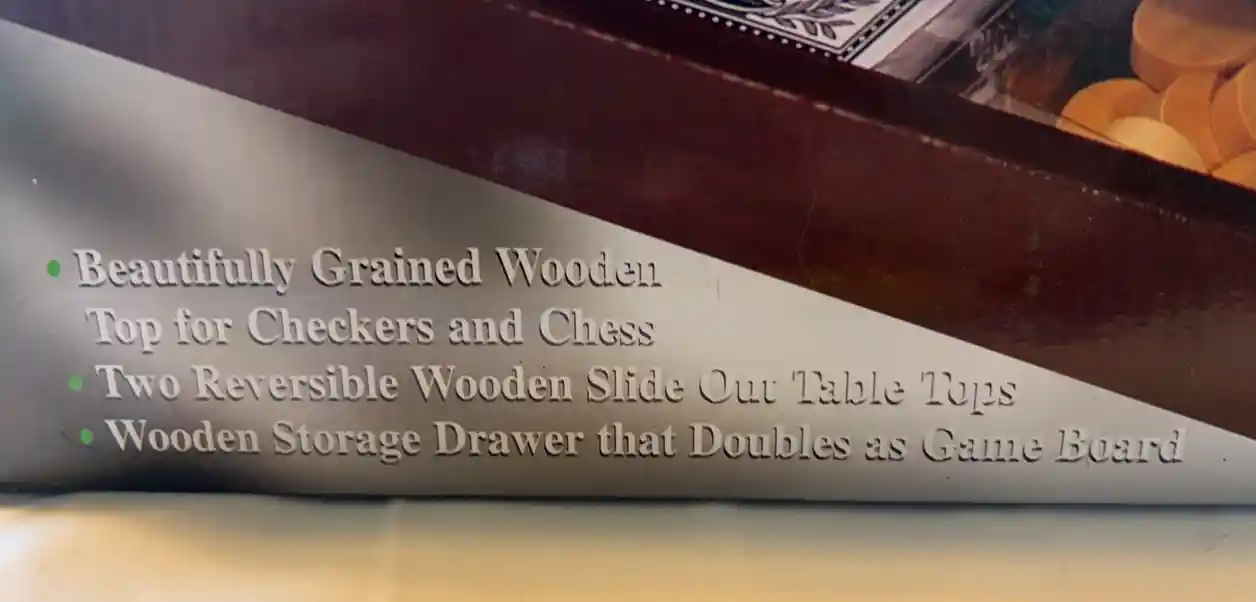 • Beautifully Grained Wooden
Top for Checkers and Chess
• Two Reversible Wooden Slide Out Table Tops
• Wooden Storage Drawer that Doubles as Game Board